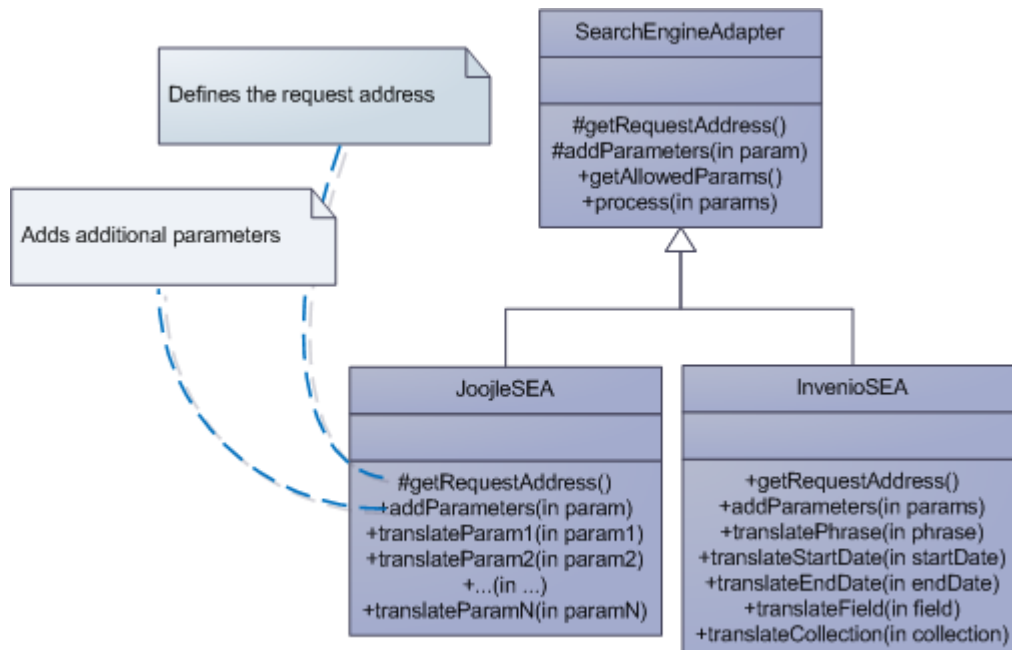 SearchEngineAdapter
#getRequestAddress()
#addParameters(in param)
+getAllowedParams()
+process(in params)
Defines the request address
Adds additional parameters
JoojleSEA
#getRequestAddress()
+addParameters(in param)
+translateParam1(in param1)
+translateParam2(in param2)
+...(in ...)
+translateParamN(in paramN)
InvenioSEA
+getRequestAddress()
+addParameters(in params)
+translatePhrase(in phrase)
+translateStartDate(in startDate)
+translateEndDate(in endDate)
+translateField(in field)
+translateCollection(in collection)